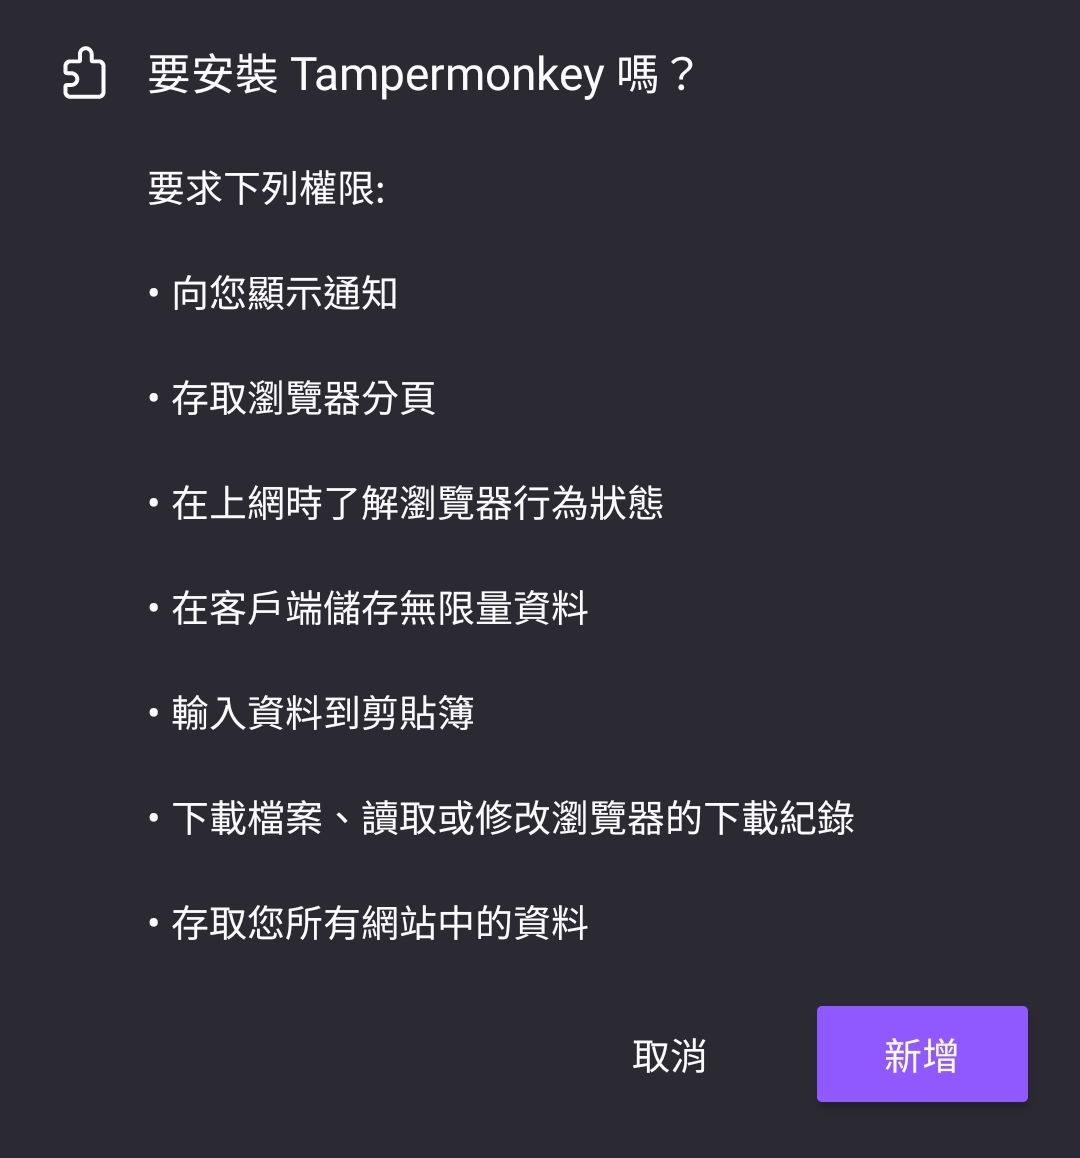 要安裝 Tampermonkey 嗎？
要求下列權限:
• 向您顯示通知
• 存取瀏覽器分頁
• 在上網時了解瀏覽器行為狀態
• 在客戶端儲存無限量資料
• 輸入資料到剪貼簿
• 下載檔案、讀取或修改瀏覽器的下載紀錄
• 存取您所有網站中的資料
取消 新增